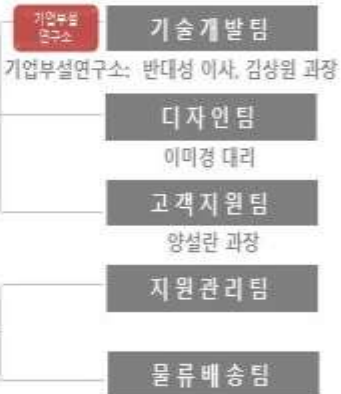 기업부설
연구소
기술개발팀
기업부설연구소: 반대성 이사, 김상원 과장
디자인팀
이미경 대리
고객지원팀
양설란 과장
지원관리팀
물류배송팀